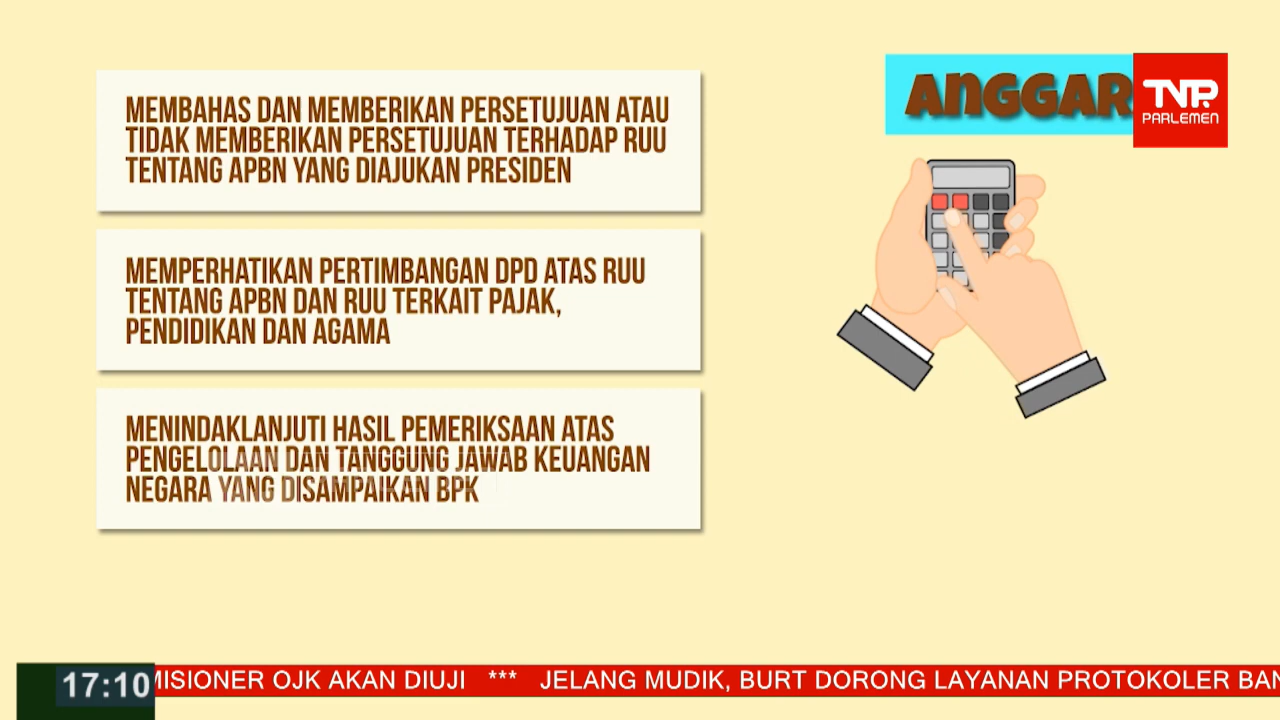 MEMBAHAS DAN MEMBERIKAN PERSETUJUAN ATAU
TIDAK MEMBERIKAN PERSETUJUAN TERHADAP RUU
TENTANG APBN YANG DIAJUKAN PRESIDEN
MEMPERHATIKAN PERTIMBANGAN DPD ATAS RUU
TENTANG APBN DAN RUU TERKAIT PAJAK,
PENDIDIKAN DAN AGAMA
MENINDAKLANJUTI HASIL PEMERIKSAAN ATAS
PENGELOLAAN DAN TANGGUNG JAWAB KEUANGAN
NEGARA YANG DISAMPAIKAN BPK
ANGGAR
TVP.
PARLEMEN
17:10
MISIONER OJK AKAN DIUJI *** JELANG MUDIK, BURT DORONG LAYANAN PROTOKOLER BAN